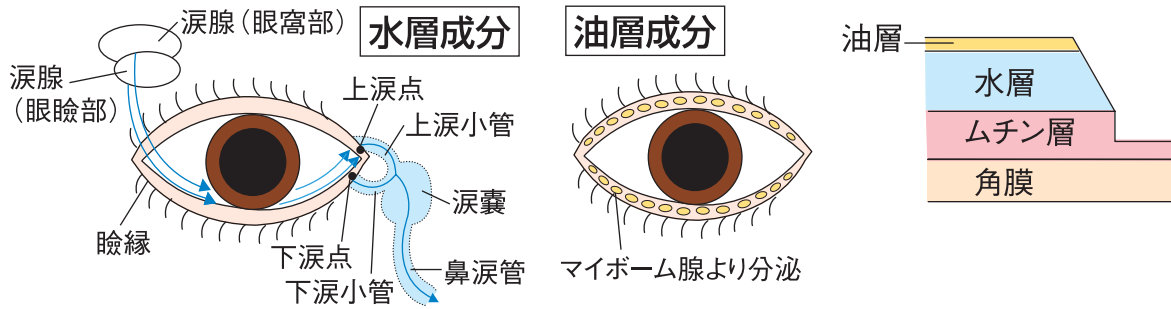 涙腺（眼窩部）
水層成分
涙腺
（眼瞼部）
上涙点
上涙小管
涙嚢
瞼縁
下涙点
下涙小管
鼻涙管
油層成分
マイボーム腺より分泌
油層
水層
ムチン層
角膜